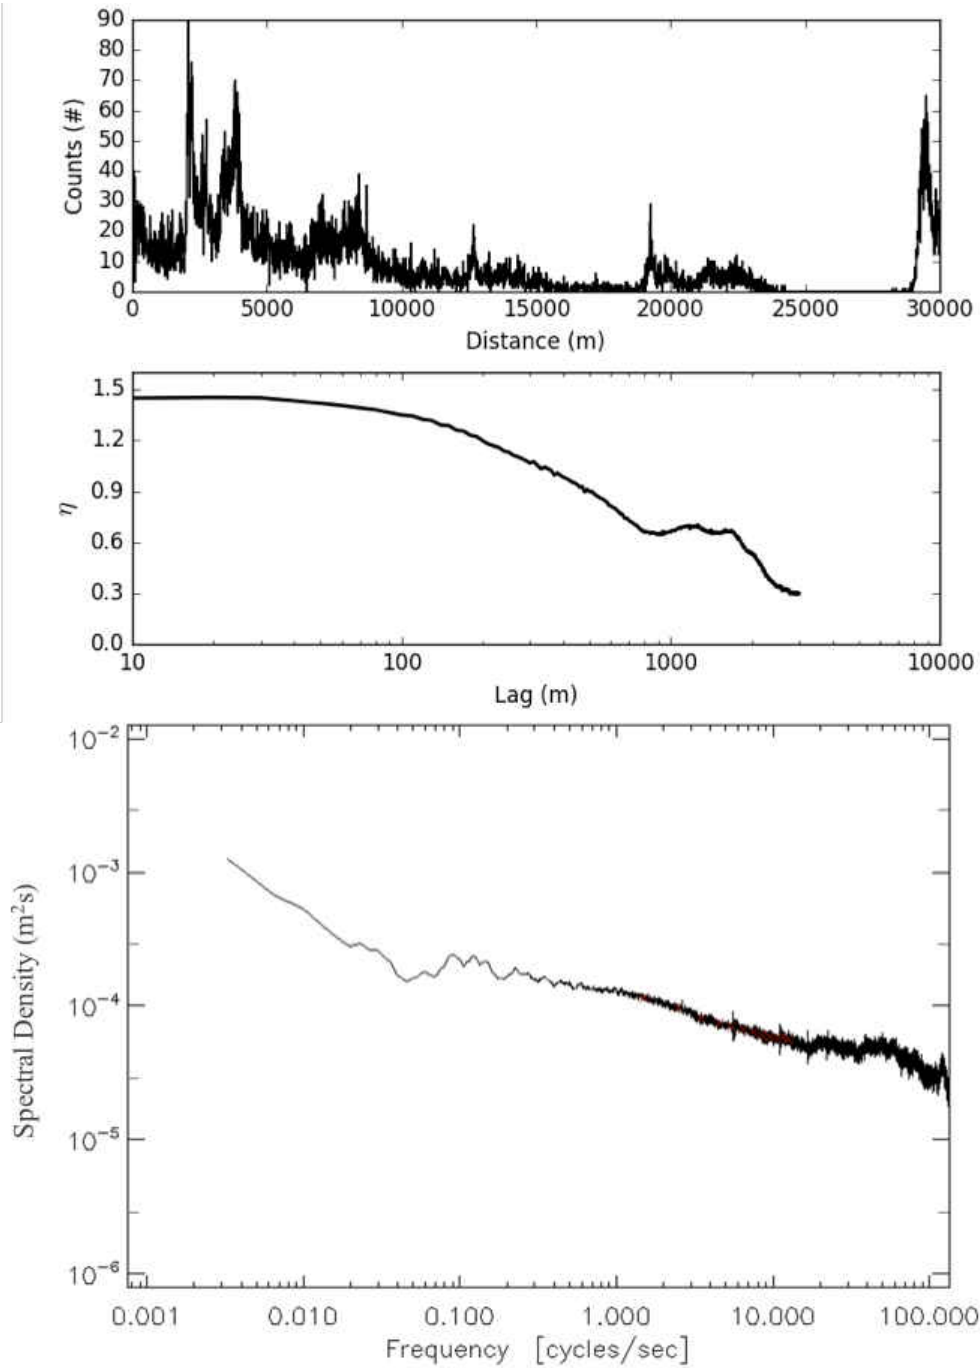 90
80
70
60
50
40
30
20
10
0
Counts (#)
0 5000 10000 15000 20000 25000 30000
Distance (m)
1.5
1.2
0.9
0.6
0.3
0.0
η
10 100 1000 10000
Lag (m)
10⁻²
10⁻³
10⁻⁴
10⁻⁵
10⁻⁶
Spectral Density (m²s)
0.001 0.010 0.100 1.000 10.000 100.000
Frequency [cycles/sec]